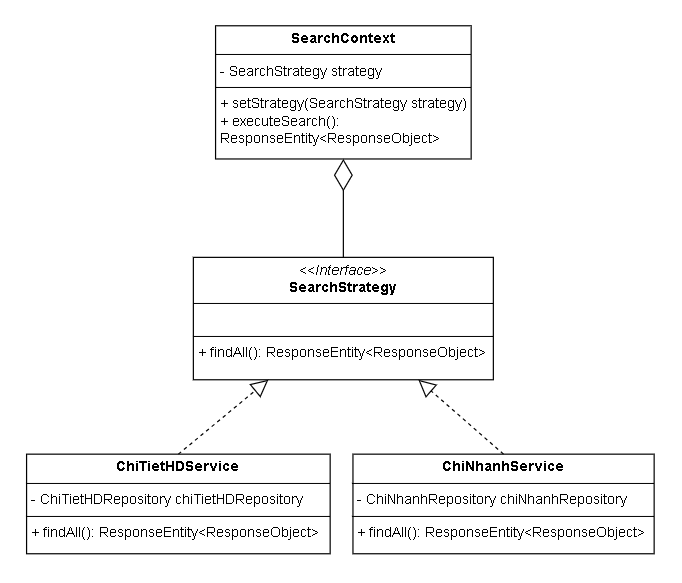 SearchContext
- SearchStrategy strategy
+ setStrategy(SearchStrategy strategy)
+ executeSearch():
ResponseEntity<ResponseObject>
<<Interface>>
SearchStrategy
+ findAll(): ResponseEntity<ResponseObject>
ChiTietHDService
- ChiTietHDRepository chiTietHDRepository
+ findAll(): ResponseEntity<ResponseObject>
ChiNhanhService
- ChiNhanhRepository chiNhanhRepository
+ findAll(): ResponseEntity<ResponseObject>